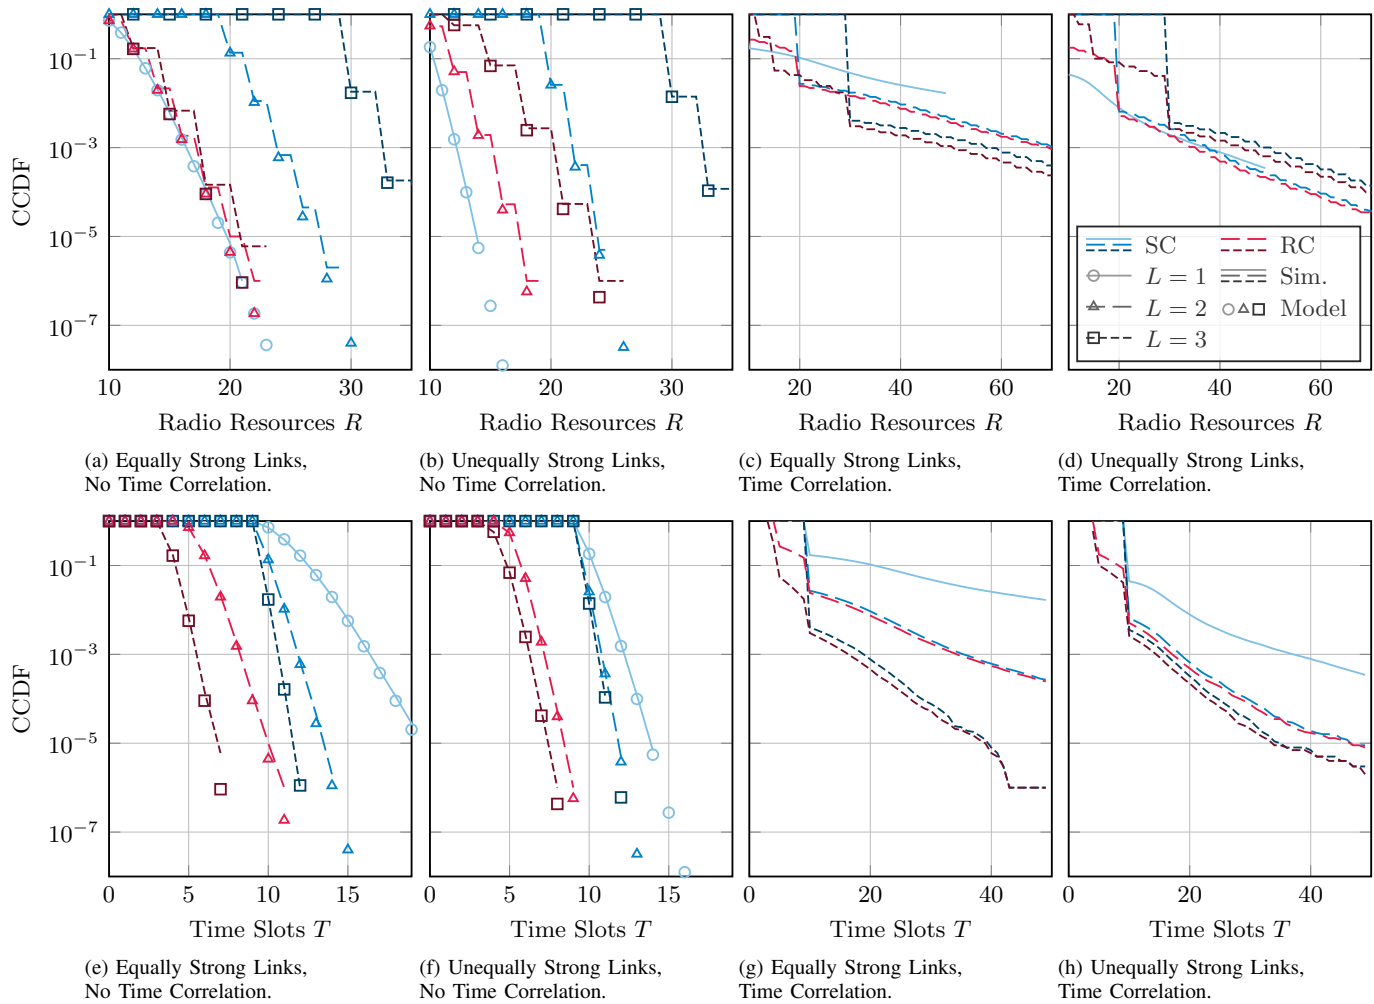 10⁻¹
10⁻³
10⁻⁵
10⁻⁷
CCDF
10 20 30
10 20 30
20 40 60
20 40 60
Radio Resources R
Radio Resources R
Radio Resources R
Radio Resources R
SC RC
L = 1 Sim.
L = 2 Model
L = 3
(a) Equally Strong Links,
No Time Correlation.
(b) Unequally Strong Links,
No Time Correlation.
(c) Equally Strong Links,
Time Correlation.
(d) Unequally Strong Links,
Time Correlation.
10⁻¹
10⁻³
10⁻⁵
10⁻⁷
CCDF
0 5 10 15
0 5 10 15
0 20 40
0 20 40
Time Slots T
Time Slots T
Time Slots T
Time Slots T
(e) Equally Strong Links,
No Time Correlation.
(f) Unequally Strong Links,
No Time Correlation.
(g) Equally Strong Links,
Time Correlation.
(h) Unequally Strong Links,
Time Correlation.